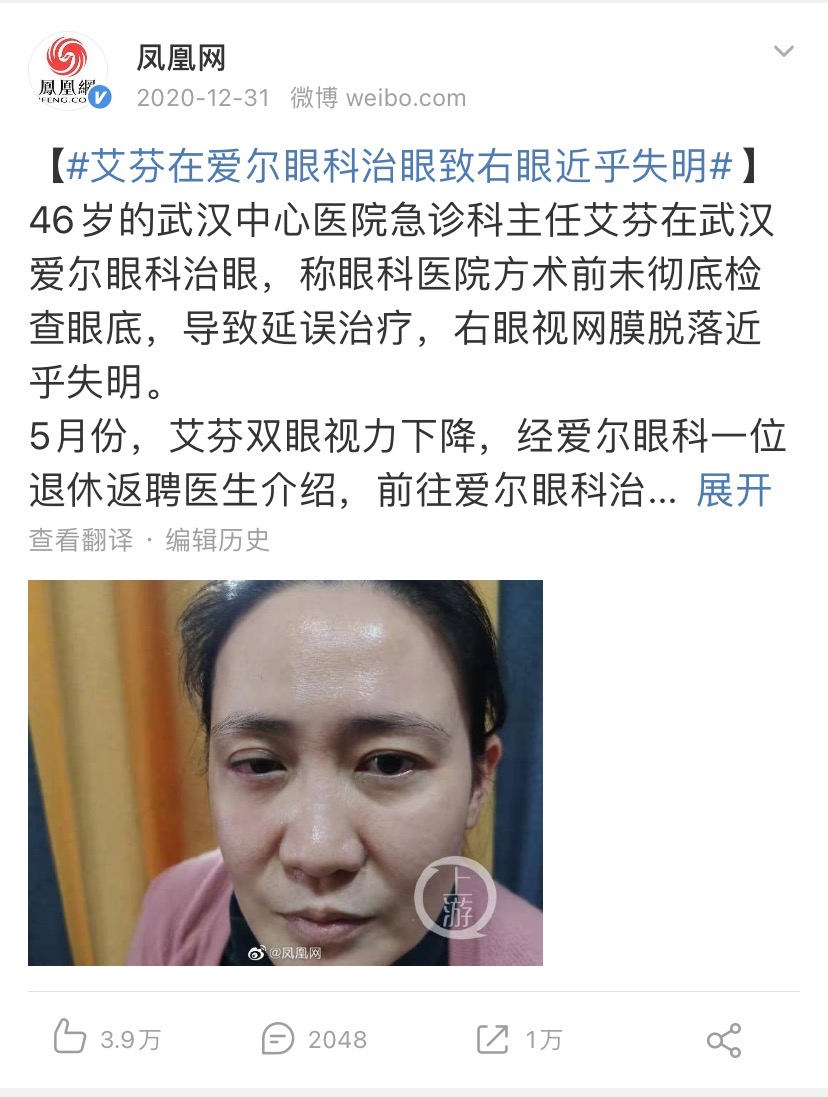 鳳凰網
FENG.CO
凤凰网
2020-12-31 微博 weibo.com
【#艾芬在爱尔眼科治眼致右眼近乎失明#】
46岁的武汉中心医院急诊科主任艾芬在武汉
爱尔眼科治眼，称眼科医院方术前未彻底检
查眼底，导致延误治疗，右眼视网膜脱落近
乎失明。
5月份，艾芬双眼视力下降，经爱尔眼科一位
退休返聘医生介绍，前往爱尔眼科治... 展开
查看翻译 · 编辑历史
上
游
@凤凰网
3.9万 2048 1万